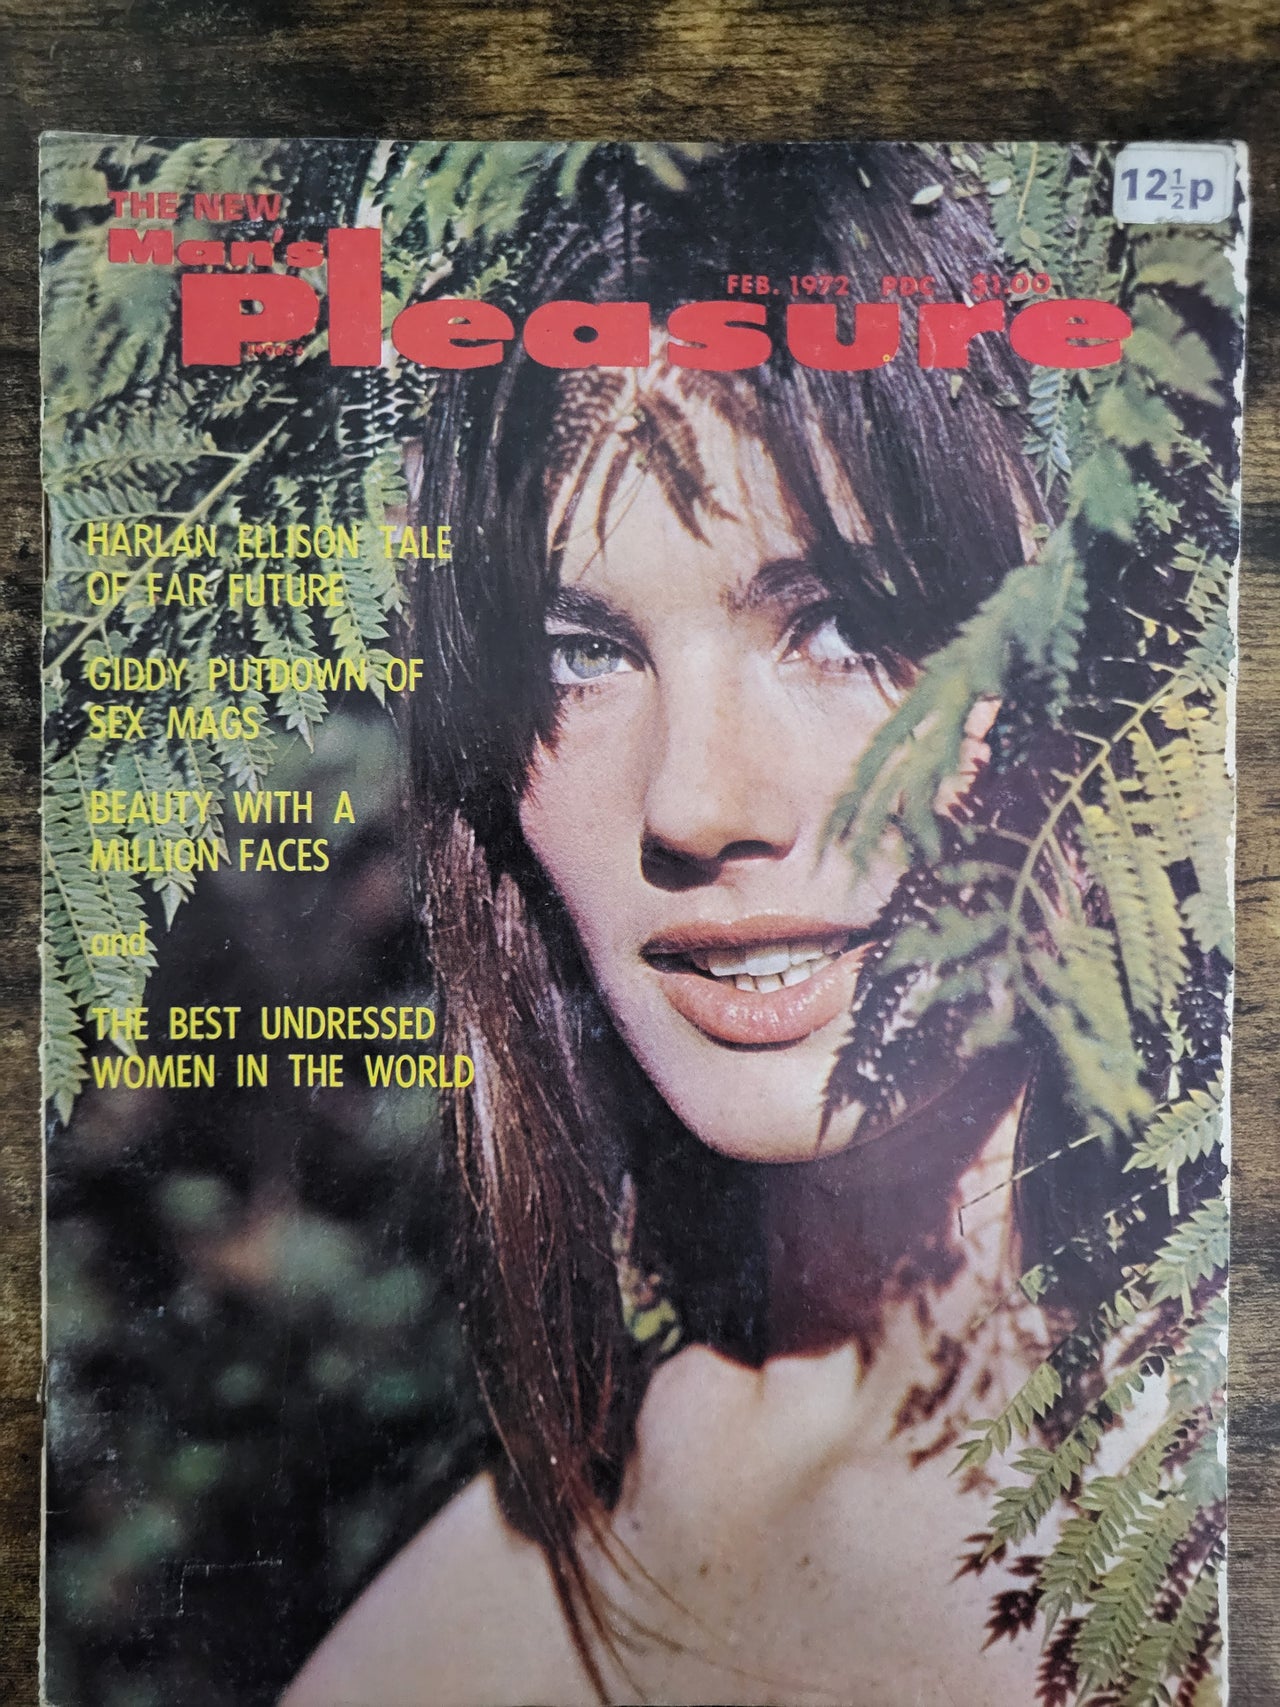 12½p
THE NEW
Man's
Pleasure
FEB. 1972 PDC $1.00
HARLAN ELLISON TALE
OF FAR FUTURE
GIDDY PUTDOWN OF
SEX MAGS
BEAUTY WITH A
MILLION FACES
and
THE BEST UNDRESSED
WOMEN IN THE WORLD